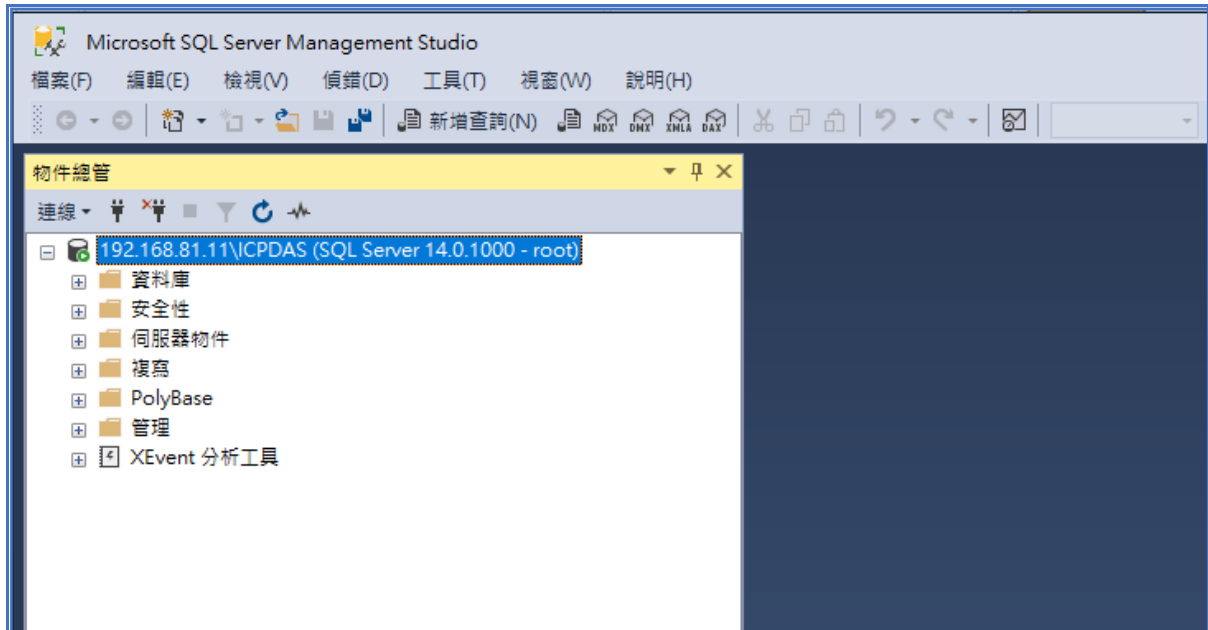 Microsoft SQL Server Management Studio
檔案(F) 編輯(E) 檢視(V) 偵錯(D) 工具(T) 視窗(W) 說明(H)
新增查詢(N) MDX DMX XMLA DAX
物件總管
連線
192.168.81.11\ICPDAS (SQL Server 14.0.1000 - root)
資料庫
安全性
伺服器物件
複寫
PolyBase
管理
XEvent 分析工具